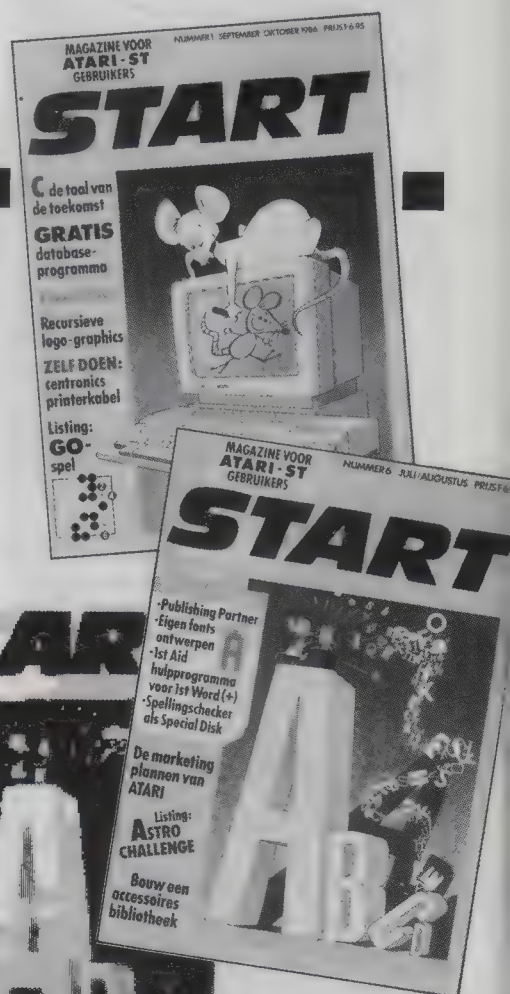 MAGAZINE VOOR
ATARI-ST
GEBRUIKERS
NUMMER 1 SEPTEMBER OKTOBER 1986 PRIJS F 6.95
START
C de taal van
de toekomst
GRATIS
database-
programma
Recursieve
logo-graphics
ZELF DOEN:
centronics
printerkabel
Listing:
GO-
spel
MAGAZINE VOOR
ATARI-ST
GEBRUIKERS
NUMMER 6 JULI/AUGUSTUS PRIJS F 6
START
-Publishing Partner
-Eigen fonts
ontwerpen
-1st Aid
hulpprogramma
voor 1st Word (+)
-Spellingschecker
als Special Disk
De marketing
plannen van
ATARI
Listing:
ASTRO
CHALLENGE
Bouw een
accessoires
bibliotheek
A
A
B
AR